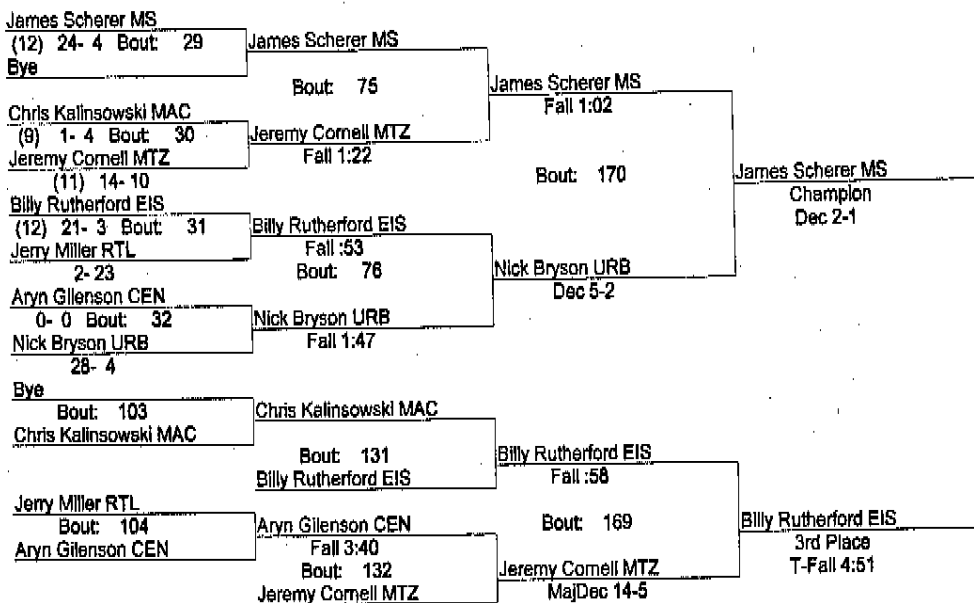 James Scherer MS
(12) 24- 4 Bout: 29
Bye
James Scherer MS
Bout: 75
Chris Kalinsowski MAC
(9) 1- 4 Bout: 30
Jeremy Cornell MTZ
(11) 14- 10
Jeremy Cornell MTZ
Fall 1:22
James Scherer MS
Fall 1:02
Bout: 170
Billy Rutherford EIS
(12) 21- 3 Bout: 31
Jerry Miller RTL
2- 23
Billy Rutherford EIS
Fall :53
Bout: 76
Aryn Gilenson CEN
0- 0 Bout: 32
Nick Bryson URB
28- 4
Nick Bryson URB
Fall 1:47
Nick Bryson URB
Dec 5-2
James Scherer MS
Champion
Dec 2-1
Bye
Bout: 103
Chris Kalinsowski MAC
Chris Kalinsowski MAC
Bout: 131
Billy Rutherford EIS
Billy Rutherford EIS
Fall :58
Bout: 169
Jerry Miller RTL
Bout: 104
Aryn Gilenson CEN
Aryn Gilenson CEN
Fall 3:40
Bout: 132
Jeremy Cornell MTZ
Jeremy Cornell MTZ
MajDec 14-5
Billy Rutherford EIS
3rd Place
T-Fall 4:51